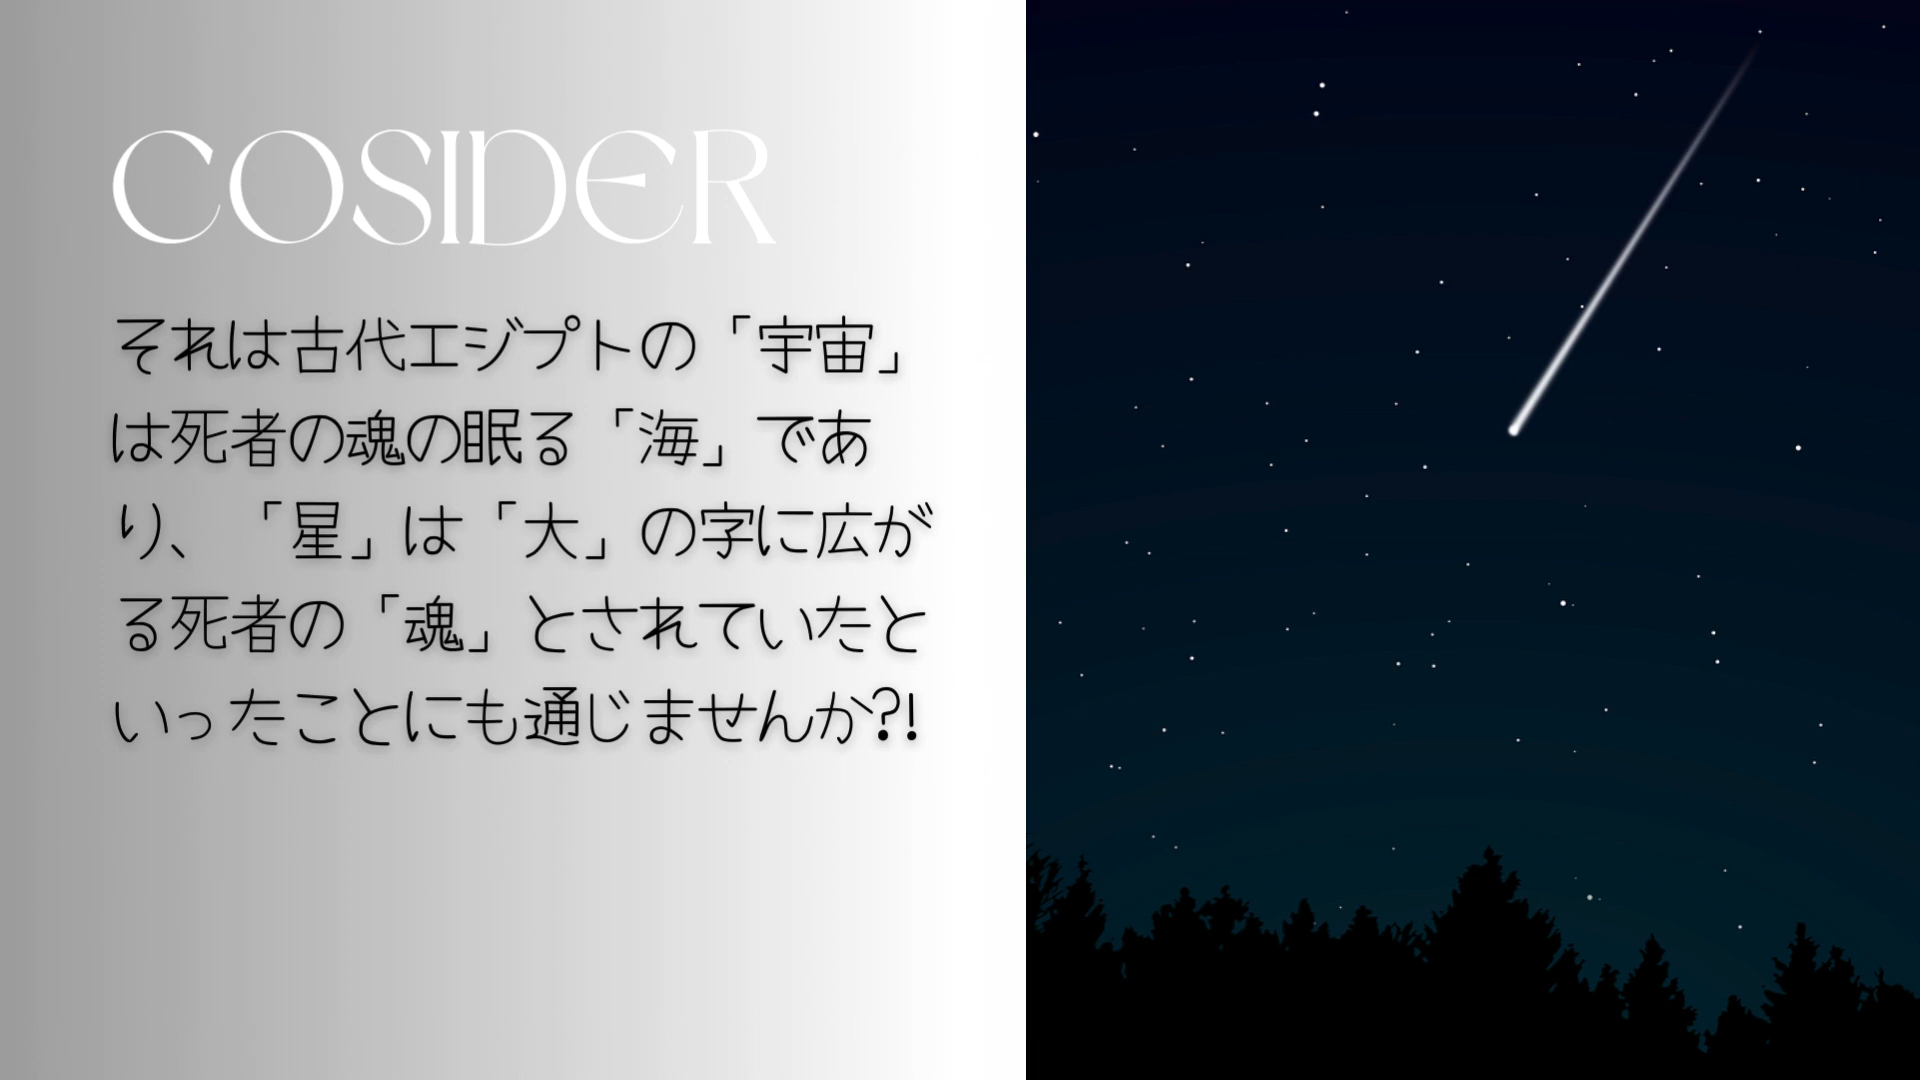 COSIDER
それは古代エジプトの「宇宙」
は死者の魂の眠る「海」であ
り、「星」は「大」の字に広が
る死者の「魂」とされていたと
いったことにも通じませんか?!